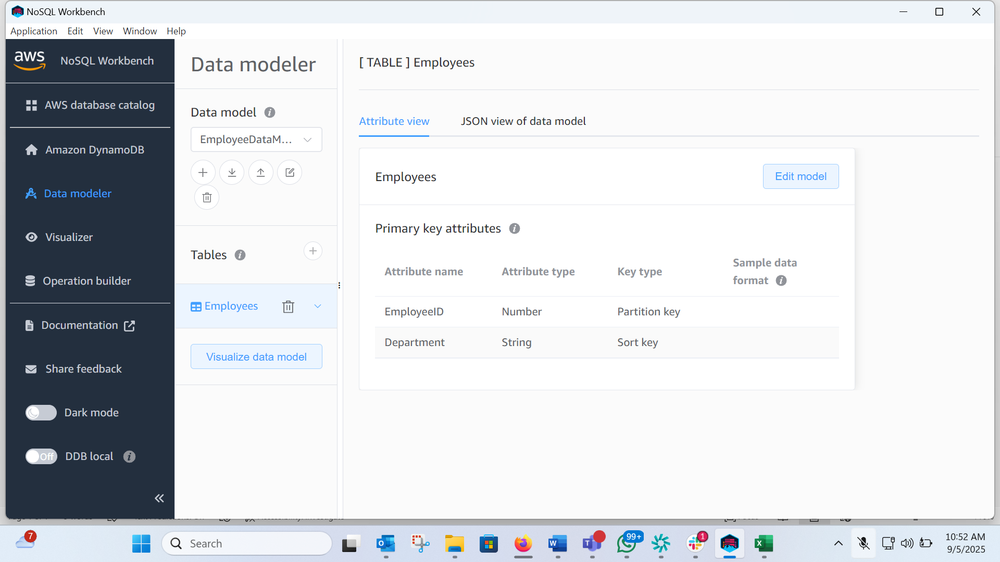 NoSQL Workbench
Application Edit View Window Help
aws NoSQL Workbench
AWS database catalog
Amazon DynamoDB
Data modeler
Visualizer
Operation builder
Documentation
Share feedback
Dark mode
Off DDB local
Data modeler
Data model
EmployeeDataM...
Tables
Employees
Visualize data model
[ TABLE ] Employees
Attribute view JSON view of data model
Employees Edit model
Primary key attributes
Attribute name Attribute type Key type Sample data format
EmployeeID Number Partition key
Department String Sort key
7
Search
99+
1
10:52 AM
9/5/2025